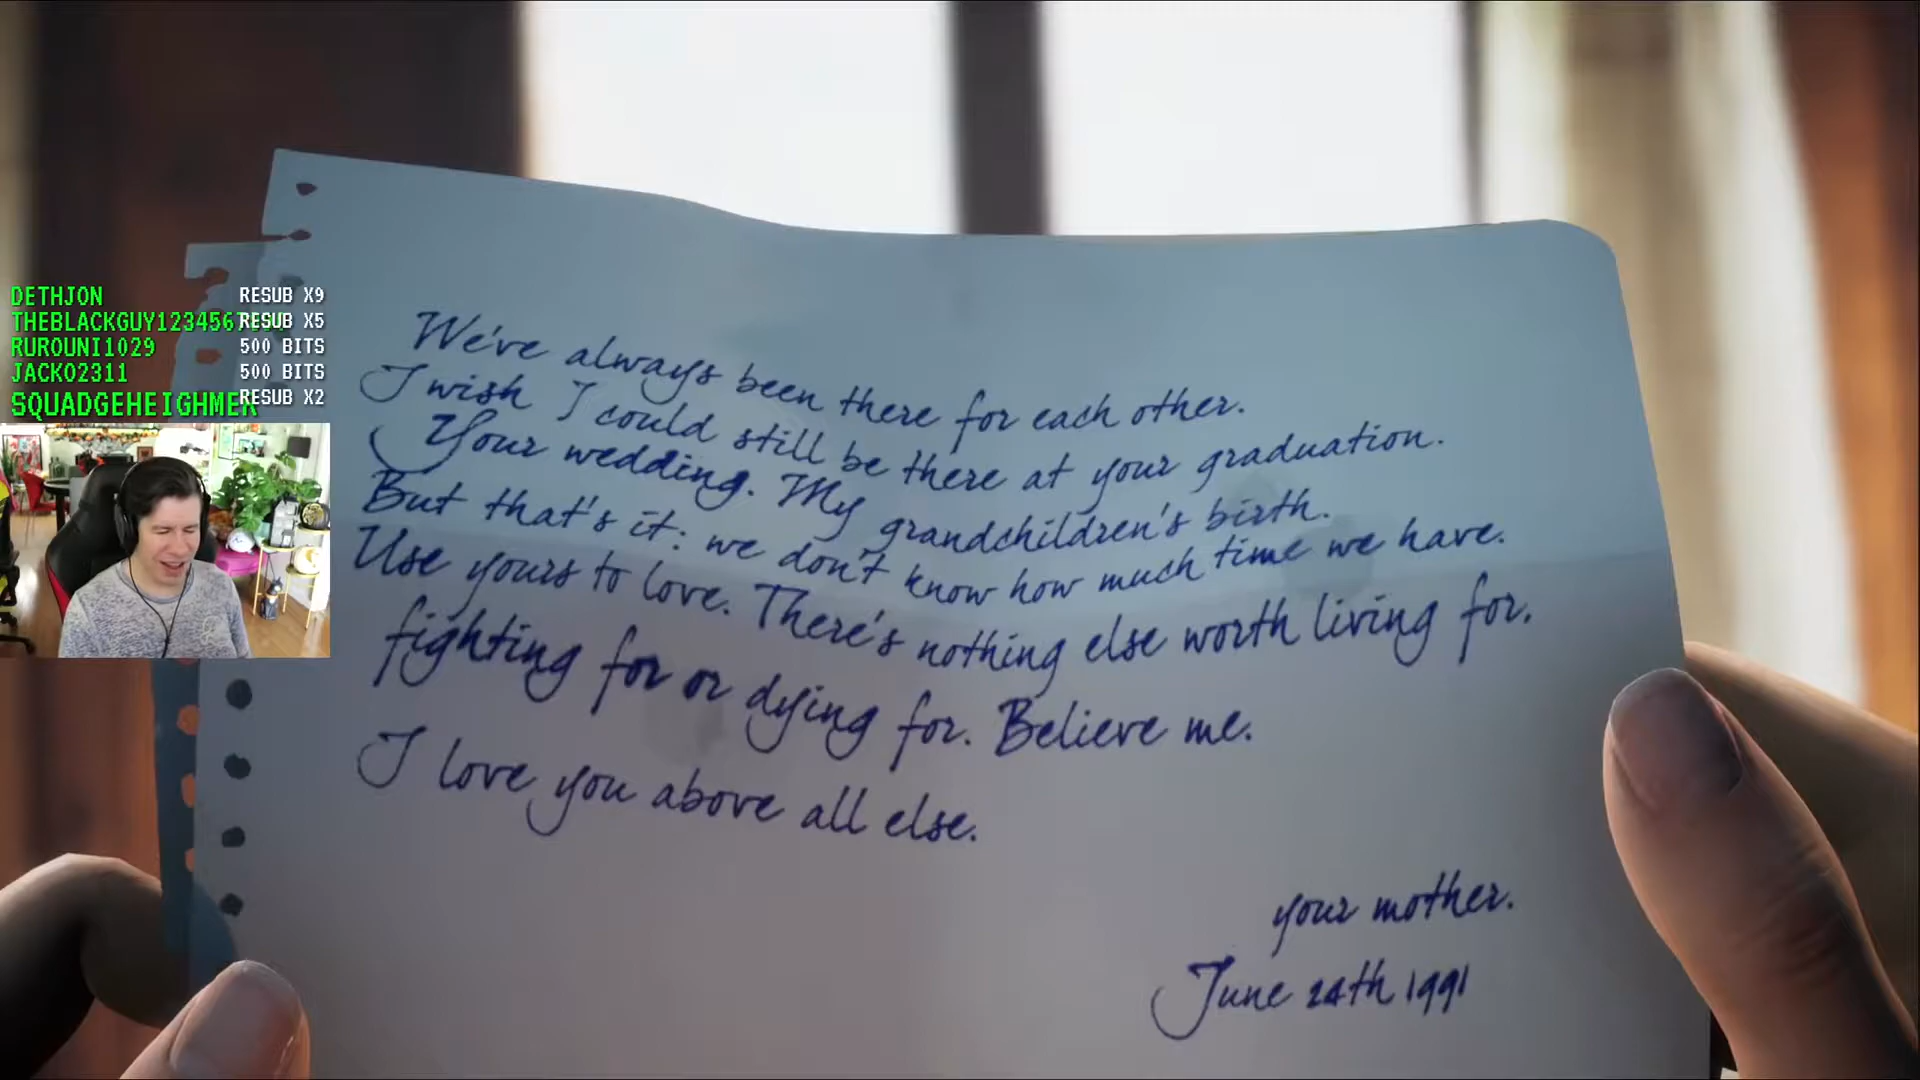 DETHJON RESUB X9
RESUB X5
RUROUNI1029 500 BITS
JACKO2311 500 BITS
SQUADGEHEIGHMER RESUB X2
We've always been there for each other.
I wish I could still be there at your graduation.
Your wedding. My grandchildren's birth.
But that's it: we don't know how much time we have.
Use yours to love. There's nothing else worth living for,
fighting for or dying for. Believe me.
I love you above all else.
your mother.
June 24th 1991